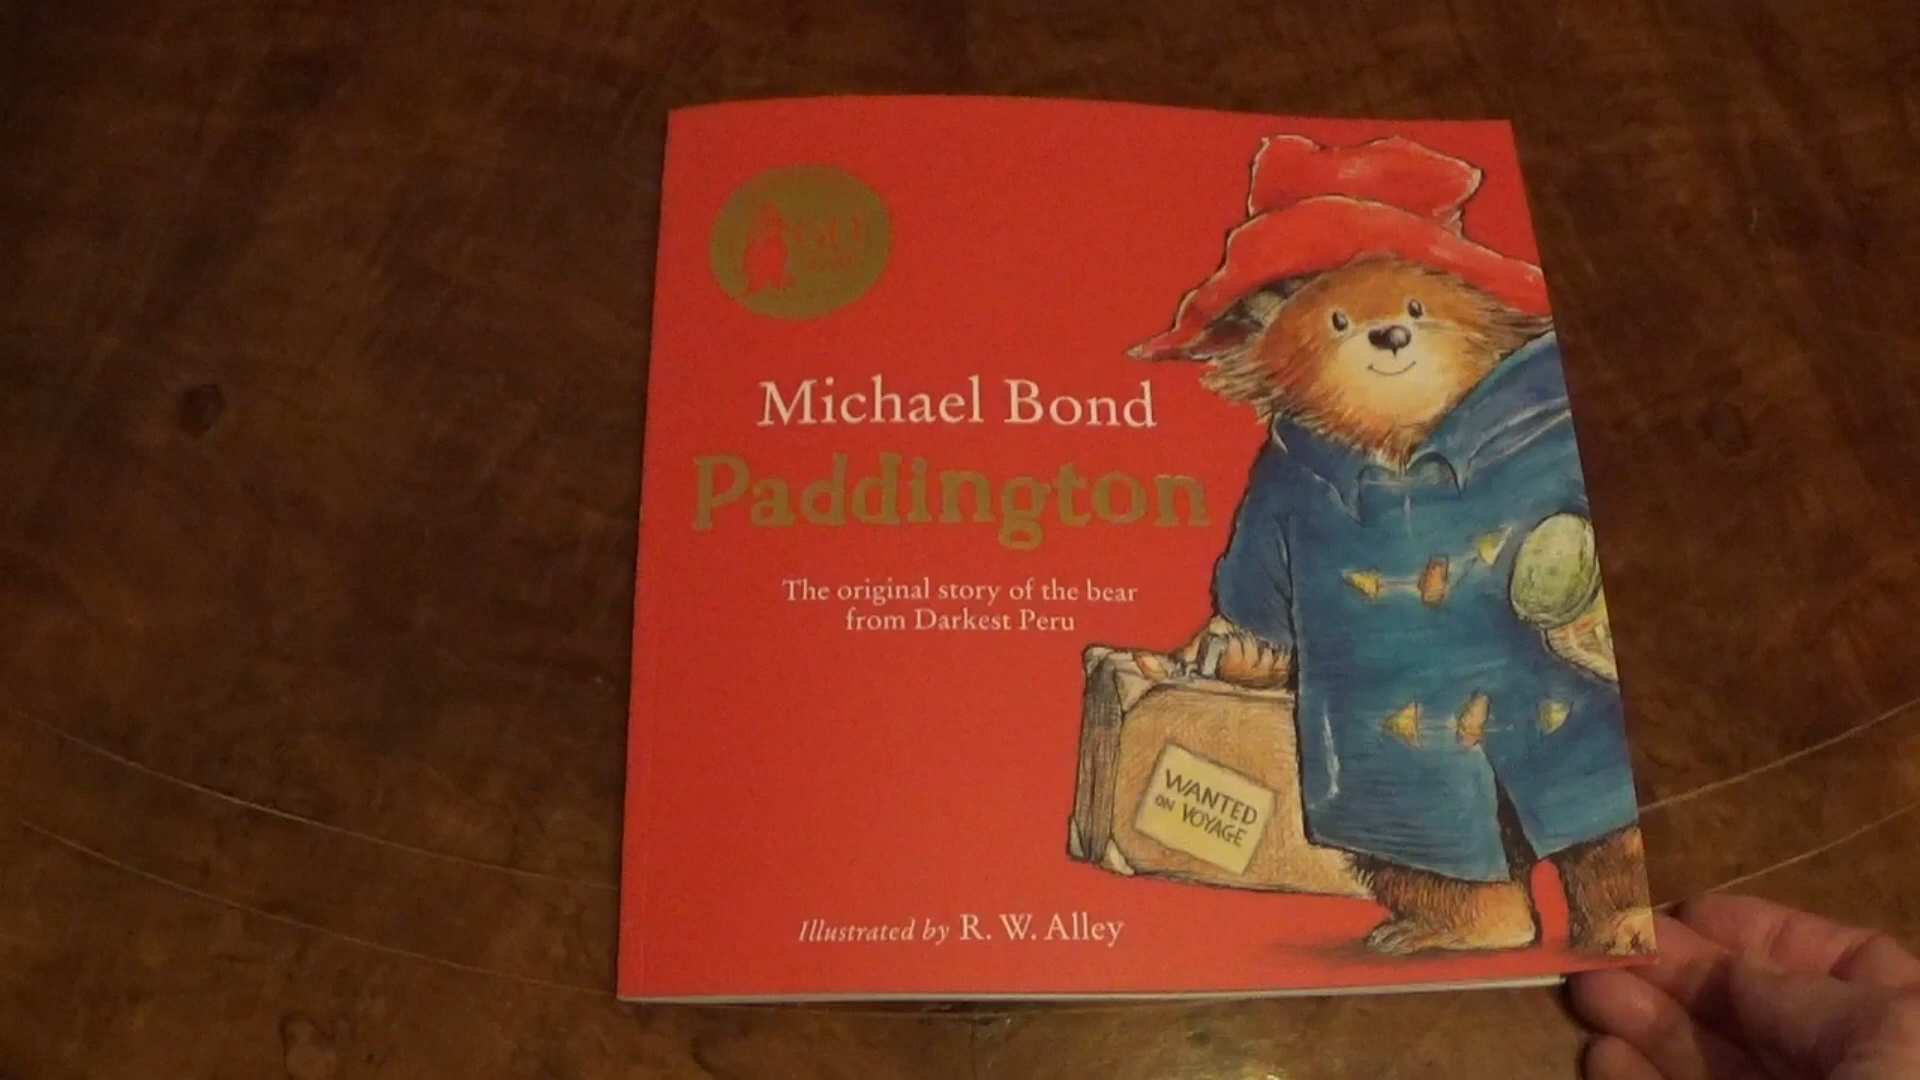 Michael Bond
Paddington
The original story of the bear
from Darkest Peru
WANTED
ON VOYAGE
Illustrated by R. W. Alley